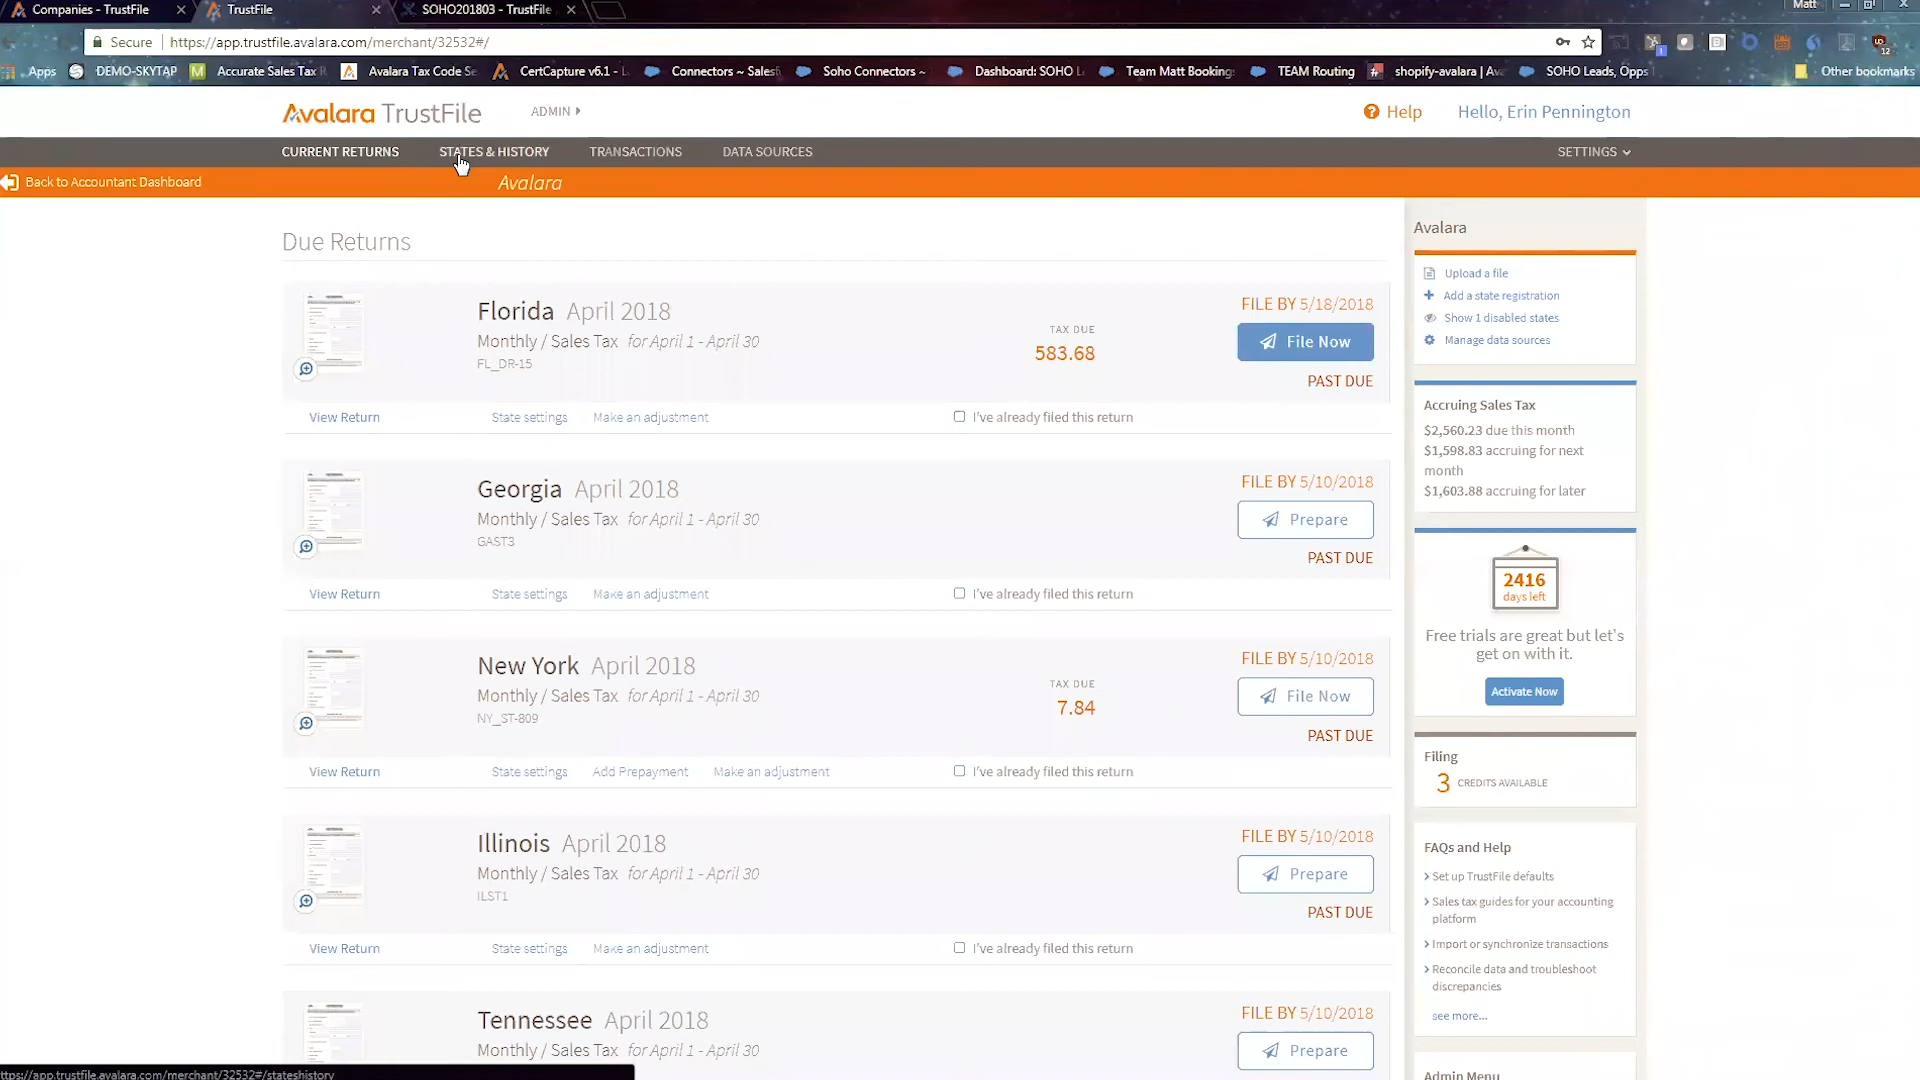 Companies - TrustFile
TrustFile
SOHO201803 - TrustFile
Matt
Secure
https://app.trustfile.avalara.com/merchant/32532#/
12
Apps
DEMO-SKYTAP
Accurate Sales Tax R
Avalara Tax Code Se
CertCapture v6.1 - L
Connectors ~ Salesf
Soho Connectors ~
Dashboard: SOHO L
Team Matt Booking:
TEAM Routing
shopify-avalara | Av
SOHO Leads, Opps
Other bookmarks
Avalara TrustFile
ADMIN
Help
Hello, Erin Pennington
CURRENT RETURNS
STATES & HISTORY
TRANSACTIONS
DATA SOURCES
SETTINGS
Back to Accountant Dashboard
Avalara
Due Returns
Florida April 2018
Monthly / Sales Tax for April 1 - April 30
FL_DR-15
TAX DUE
583.68
FILE BY 5/18/2018
File Now
PAST DUE
View Return
State settings
Make an adjustment
I've already filed this return
Georgia April 2018
Monthly / Sales Tax for April 1 - April 30
GAST3
FILE BY 5/10/2018
Prepare
PAST DUE
View Return
State settings
Make an adjustment
I've already filed this return
New York April 2018
Monthly / Sales Tax for April 1 - April 30
NY_ST-809
TAX DUE
7.84
FILE BY 5/10/2018
File Now
PAST DUE
View Return
State settings
Add Prepayment
Make an adjustment
I've already filed this return
Illinois April 2018
Monthly / Sales Tax for April 1 - April 30
ILST1
FILE BY 5/10/2018
Prepare
PAST DUE
View Return
State settings
Make an adjustment
I've already filed this return
Tennessee April 2018
Monthly / Sales Tax for April 1 - April 30
FILE BY 5/10/2018
Prepare
Avalara
Upload a file
Add a state registration
Show 1 disabled states
Manage data sources
Accruing Sales Tax
$2,560.23 due this month
$1,598.83 accruing for next
month
$1,603.88 accruing for later
2416
days left
Free trials are great but let's
get on with it.
Activate Now
Filing
3 CREDITS AVAILABLE
FAQs and Help
Set up TrustFile defaults
Sales tax guides for your accounting
platform
Import or synchronize transactions
Reconcile data and troubleshoot
discrepancies
see more...
Admin Menu
ttps://app.trustfile.avalara.com/merchant/32532#/stateshistory